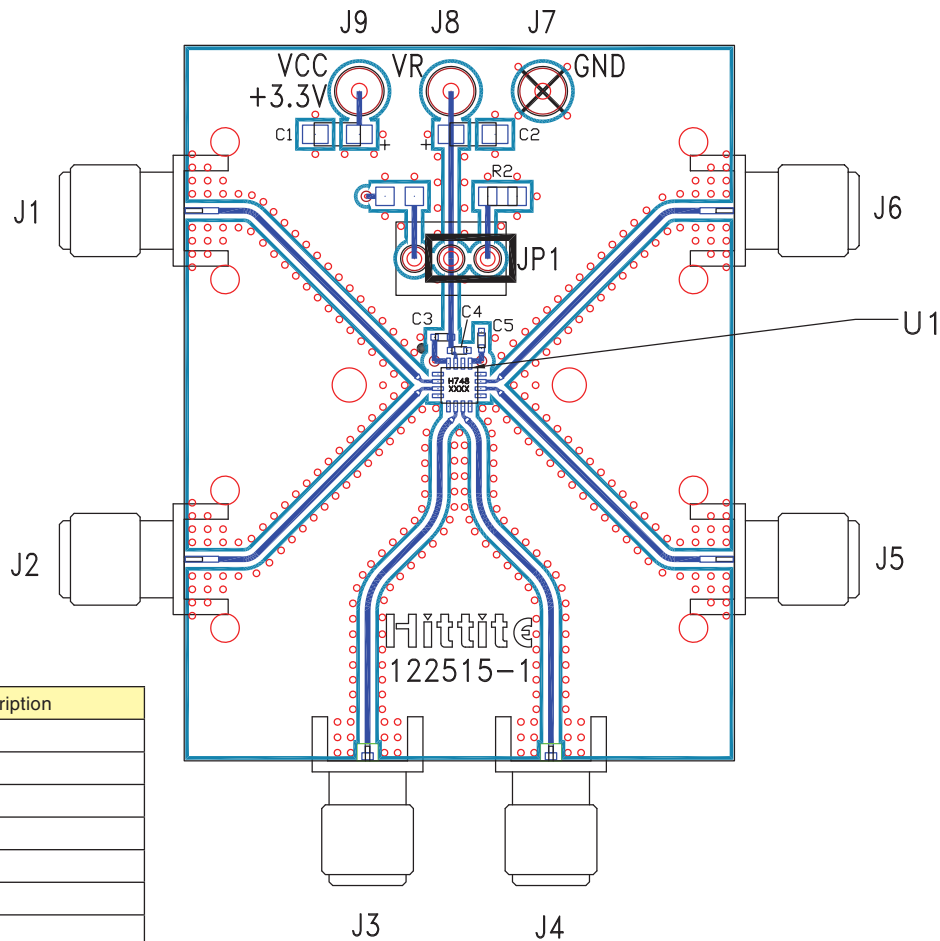 J9 J8 J7
VCC VR GND
+3.3V
C1 + + C2
R2
J1 J6
JP1
C3 C4 C5
U1
H748
XXXX
J2 J5
Hittite
122515-1
ription
J3 J4